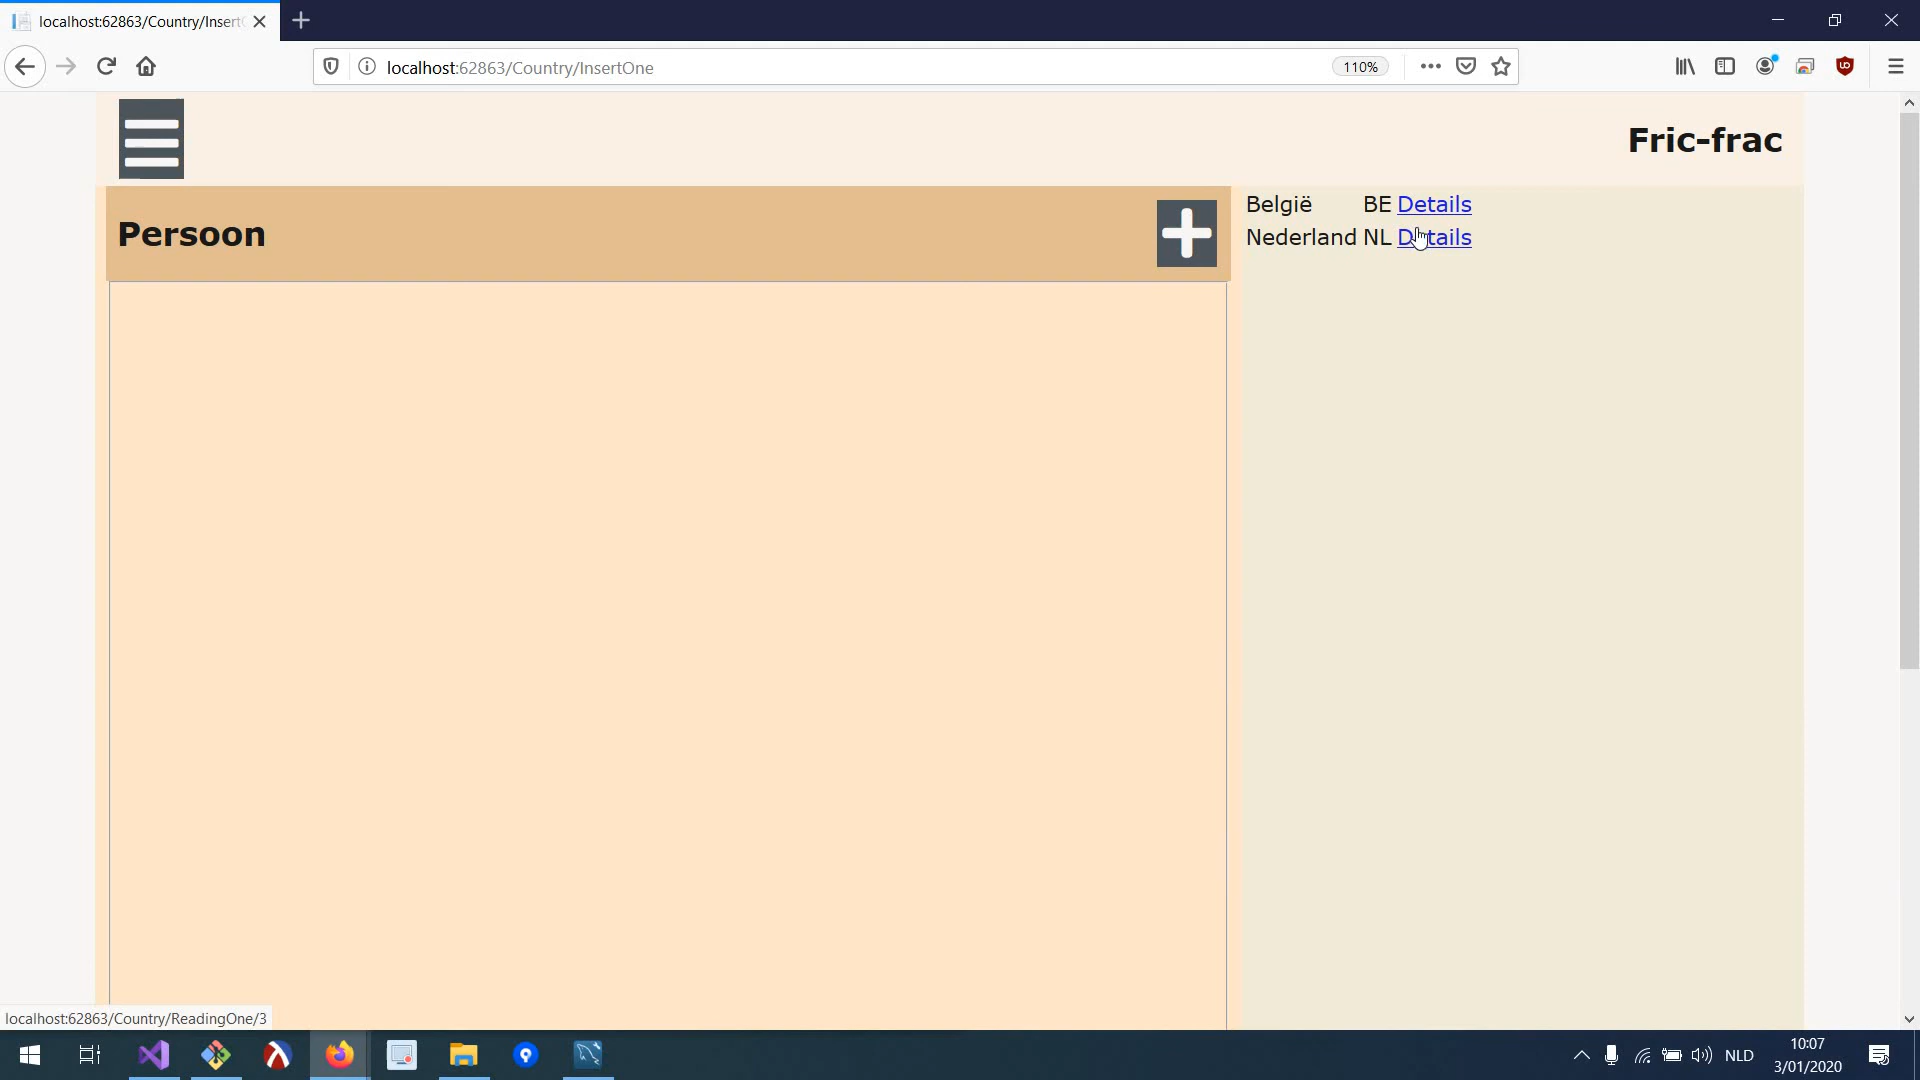 localhost:62863/Country/Insert
localhost:62863/Country/InsertOne
110%
Fric-frac
Persoon
België BE Details
Nederland NL Details
localhost:62863/Country/ReadingOne/3
NLD
10:07
3/01/2020